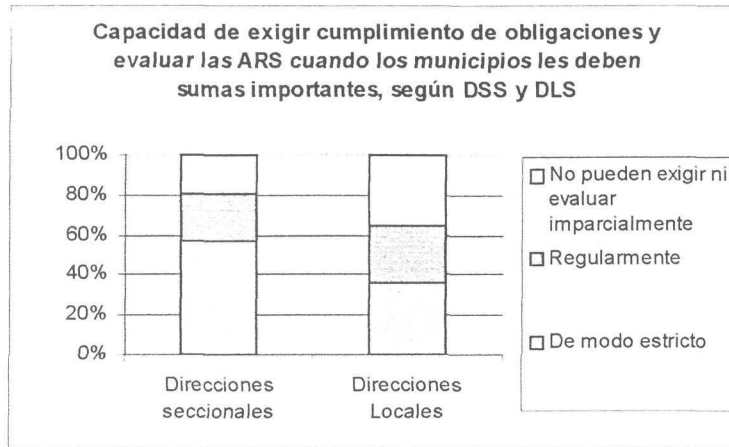 Capacidad de exigir cumplimiento de obligaciones y
evaluar las ARS cuando los municipios les deben
sumas importantes, según DSS y DLS
100%
80%
60%
40%
20%
0%
Direcciones
seccionales
Direcciones
Locales
No pueden exigir ni
evaluar
imparcialmente
Regularmente
De modo estricto